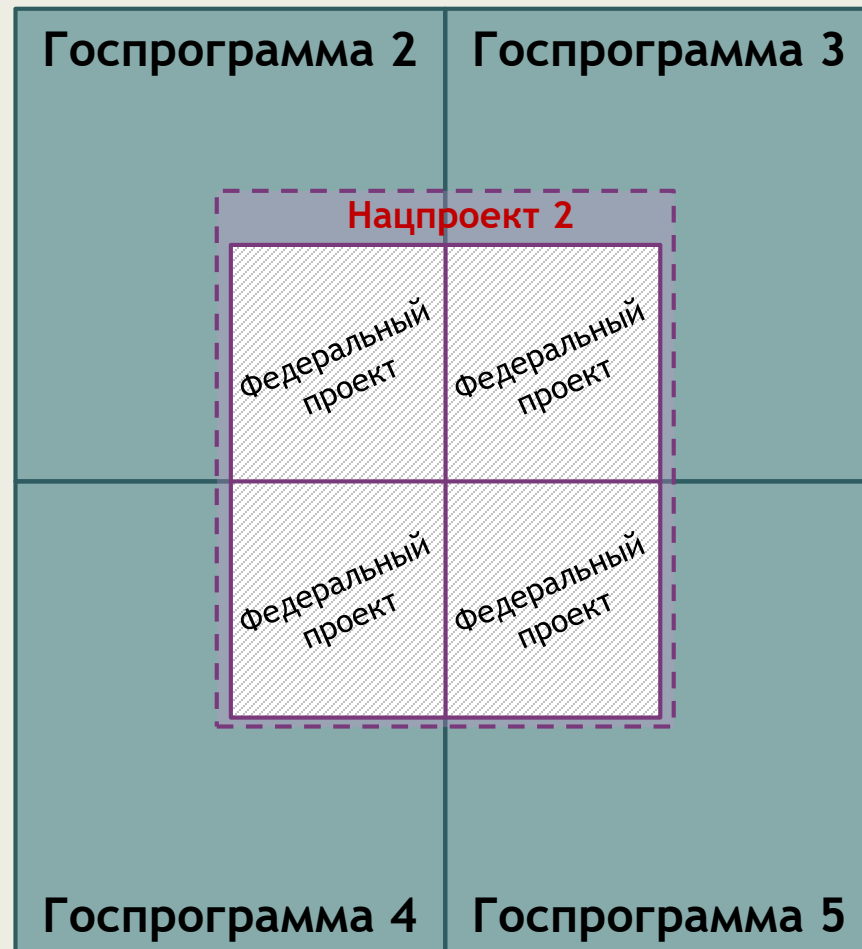 Госпрограмма 2
Госпрограмма 3
Нацпроект 2
Федеральный
проект
Федеральный
проект
Федеральный
проект
Федеральный
проект
Госпрограмма 4
Госпрограмма 5